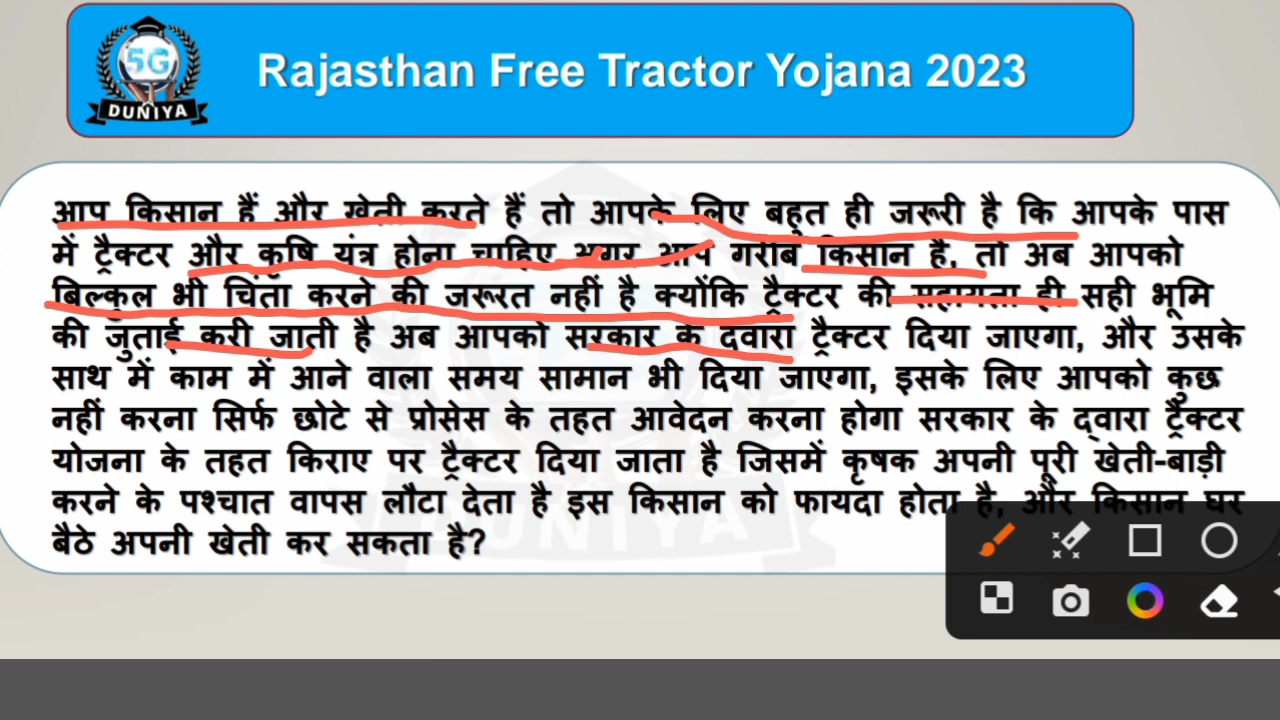 5G
DUNIYA
Rajasthan Free Tractor Yojana 2023
आप किसान हैं और खेती करते हैं तो आपके लिए बहुत ही जरूरी है कि आपके पास
में ट्रैक्टर और कृषि यंत्र होना चाहिए अगर आप गरीब किसान है, तो अब आपको
बिल्कुल भी चिंता करने की जरूरत नहीं है क्योंकि ट्रैक्टर की सहायता ही सही भूमि
की जुताई करी जाती है अब आपको सरकार के द्वारा ट्रैक्टर दिया जाएगा, और उसके
साथ में काम में आने वाला समय सामान भी दिया जाएगा, इसके लिए आपको कुछ
नहीं करना सिर्फ छोटे से प्रोसेस के तहत आवेदन करना होगा सरकार के द्वारा ट्रैक्टर
योजना के तहत किराए पर ट्रैक्टर दिया जाता है जिसमें कृषक अपनी पूरी खेती-बाड़ी
करने के पश्चात वापस लौटा देता है इस किसान को फायदा होता है, और किसान घर
बैठे अपनी खेती कर सकता है?
DUNIYA